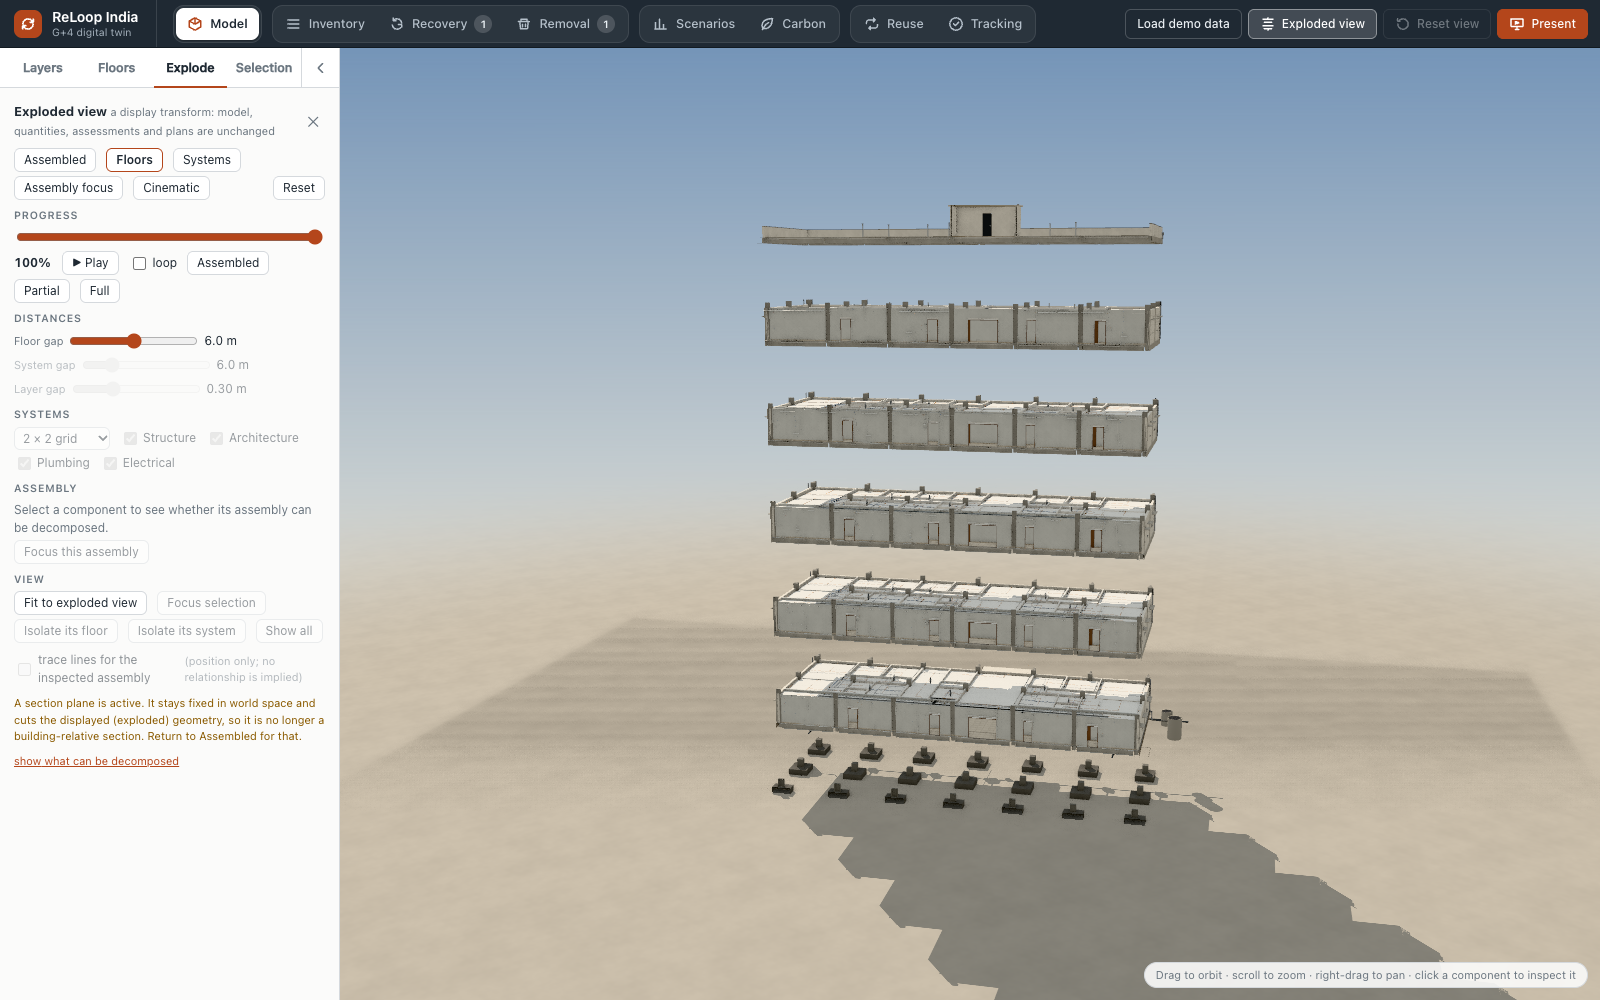 ReLoop India
G+4 digital twin
Model
Inventory
Recovery 1
Removal 1
Scenarios
Carbon
Reuse
Tracking
Load demo data
Exploded view
Reset view
Present
Layers
Floors
Explode
Selection
Exploded view a display transform: model,
quantities, assessments and plans are unchanged
Assembled
Floors
Systems
Assembly focus
Cinematic
Reset
PROGRESS
100%
Play
loop
Assembled
Partial
Full
DISTANCES
Floor gap 6.0 m
System gap 6.0 m
Layer gap 0.30 m
SYSTEMS
2 × 2 grid
Structure
Architecture
Plumbing
Electrical
ASSEMBLY
Select a component to see whether its assembly can
be decomposed.
Focus this assembly
VIEW
Fit to exploded view
Focus selection
Isolate its floor
Isolate its system
Show all
trace lines for the
inspected assembly
(position only; no
relationship is implied)
A section plane is active. It stays fixed in world space and
cuts the displayed (exploded) geometry, so it is no longer a
building-relative section. Return to Assembled for that.
show what can be decomposed
Drag to orbit · scroll to zoom · right-drag to pan · click a component to inspect it